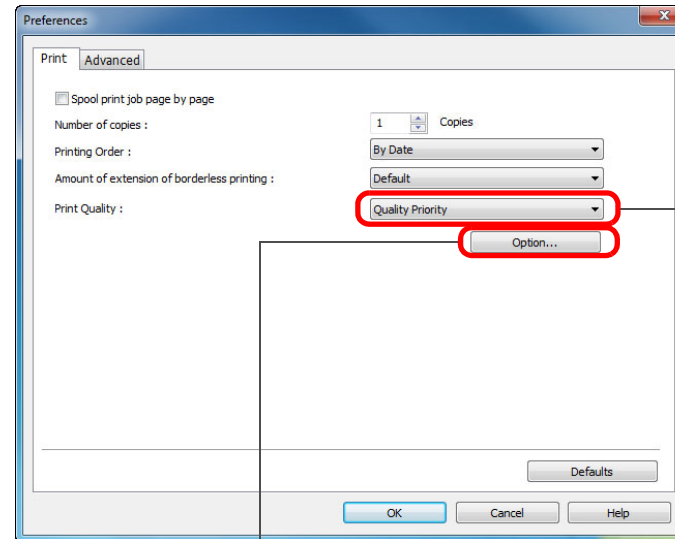 Preferences
Print Advanced
Spool print job page by page
Number of copies : 1 Copies
Printing Order : By Date
Amount of extension of borderless printing : Default
Print Quality : Quality Priority
Option...
Defaults
OK Cancel Help